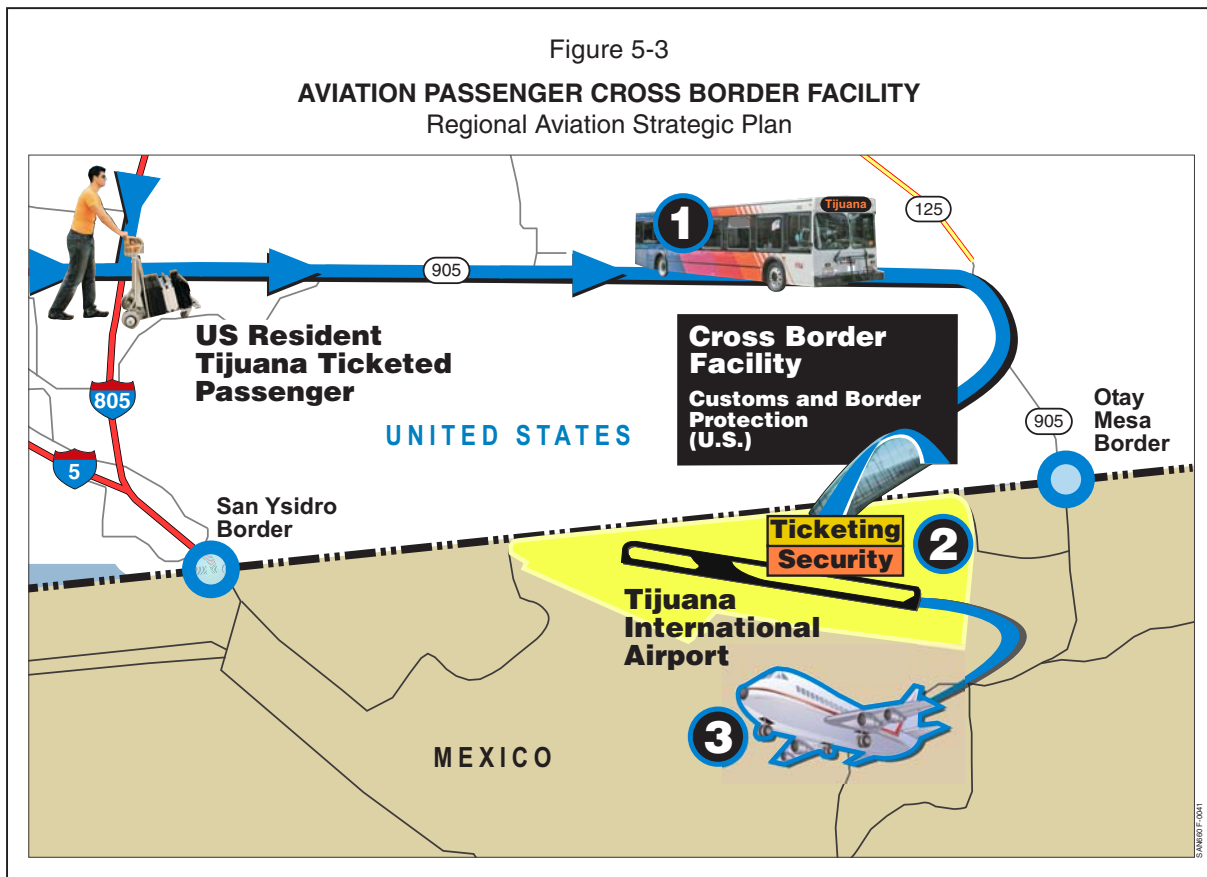 Figure 5-3
AVIATION PASSENGER CROSS BORDER FACILITY
Regional Aviation Strategic Plan
1
Tijuana
125
905
US Resident
Tijuana Ticketed
Passenger
805
Cross Border
Facility
Customs and Border
Protection
(U.S.)
UNITED STATES
Otay
Mesa
Border
905
5
San Ysidro
Border
Ticketing
Security
2
Tijuana
International
Airport
3
MEXICO
SAN660 F-0041